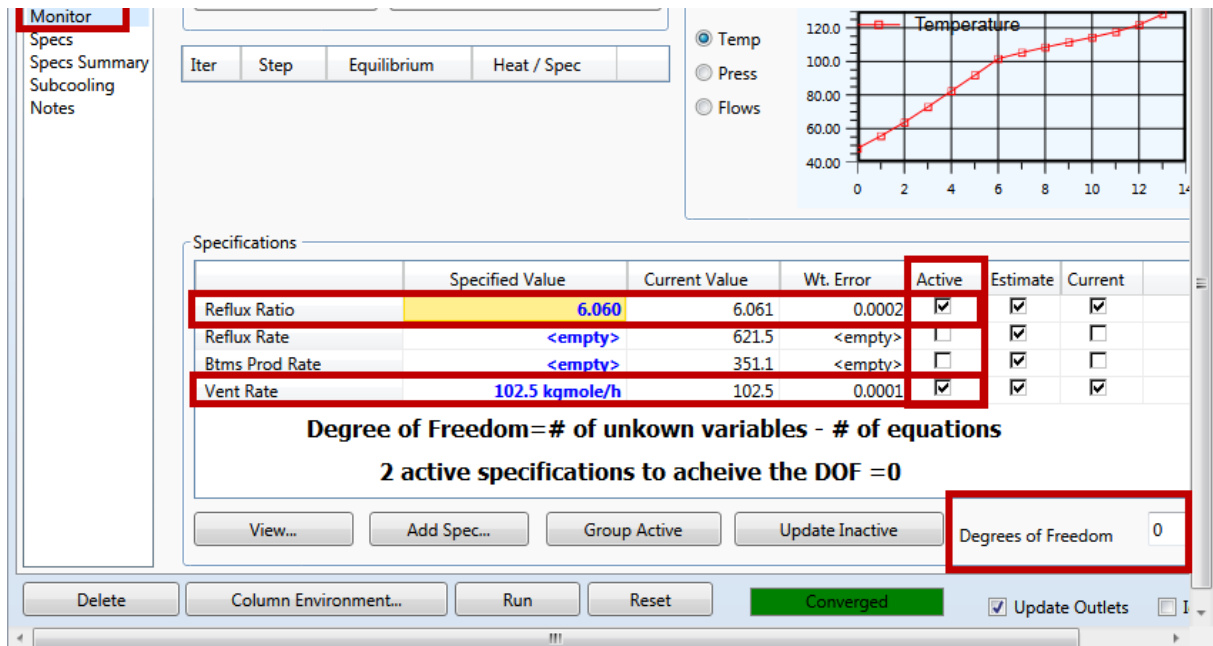 Monitor
Specs
Specs Summary
Subcooling
Notes
Iter Step Equilibrium Heat / Spec
Temp
Press
Flows
Temperature
120.0
100.0
80.00
60.00
40.00
0 2 4 6 8 10 12 14
Specifications
Specified Value Current Value Wt. Error Active Estimate Current
Reflux Ratio 6.060 6.061 0.0002
Reflux Rate <empty> 621.5 <empty>
Btms Prod Rate <empty> 351.1 <empty>
Vent Rate 102.5 kgmole/h 102.5 0.0001
Degree of Freedom=# of unkown variables - # of equations
2 active specifications to acheive the DOF =0
View... Add Spec... Group Active Update Inactive Degrees of Freedom 0
Delete Column Environment... Run Reset Converged Update Outlets